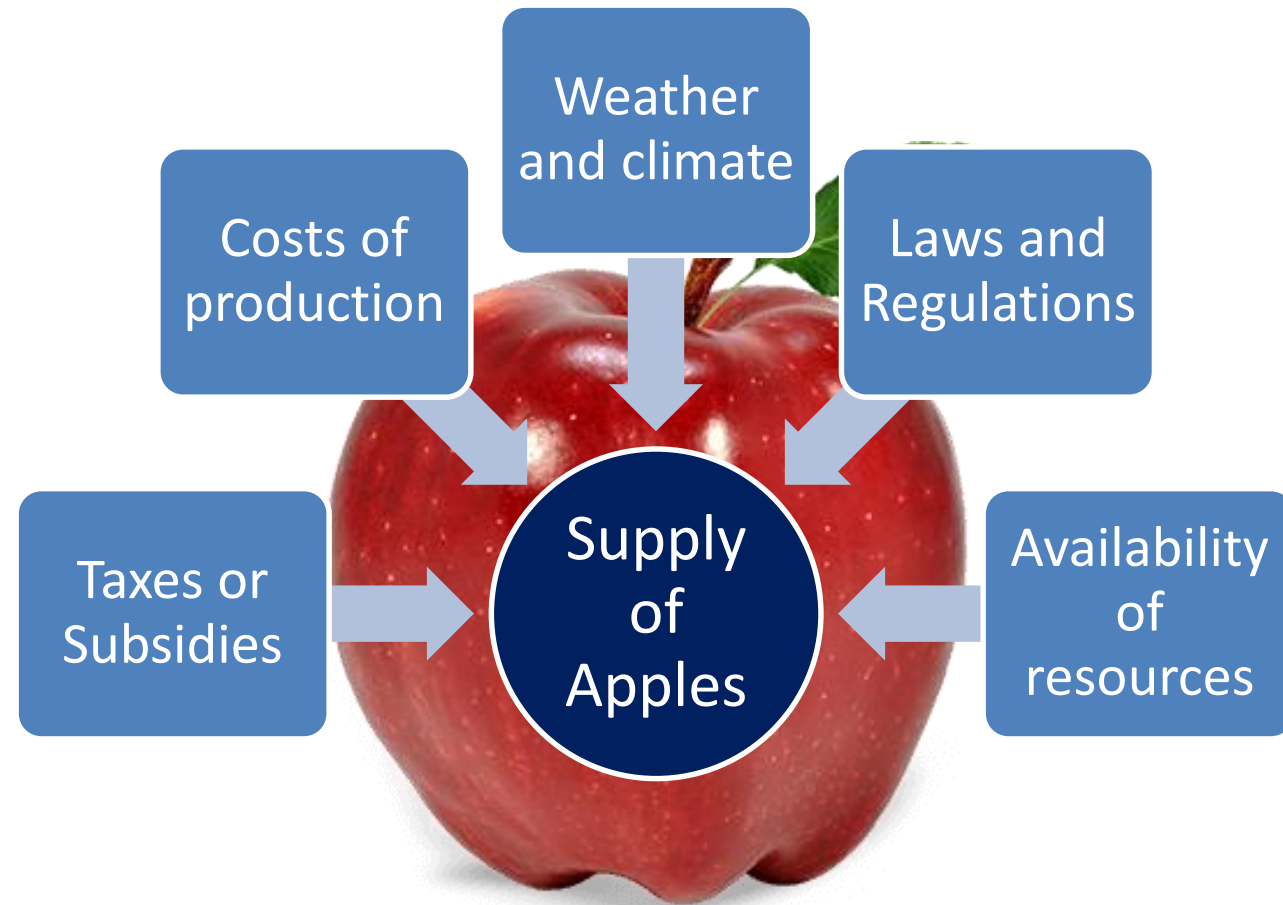 Weather
and climate
Costs of
production
Laws and
Regulations
Taxes or
Subsidies
Supply
of
Apples
Availability
of
resources